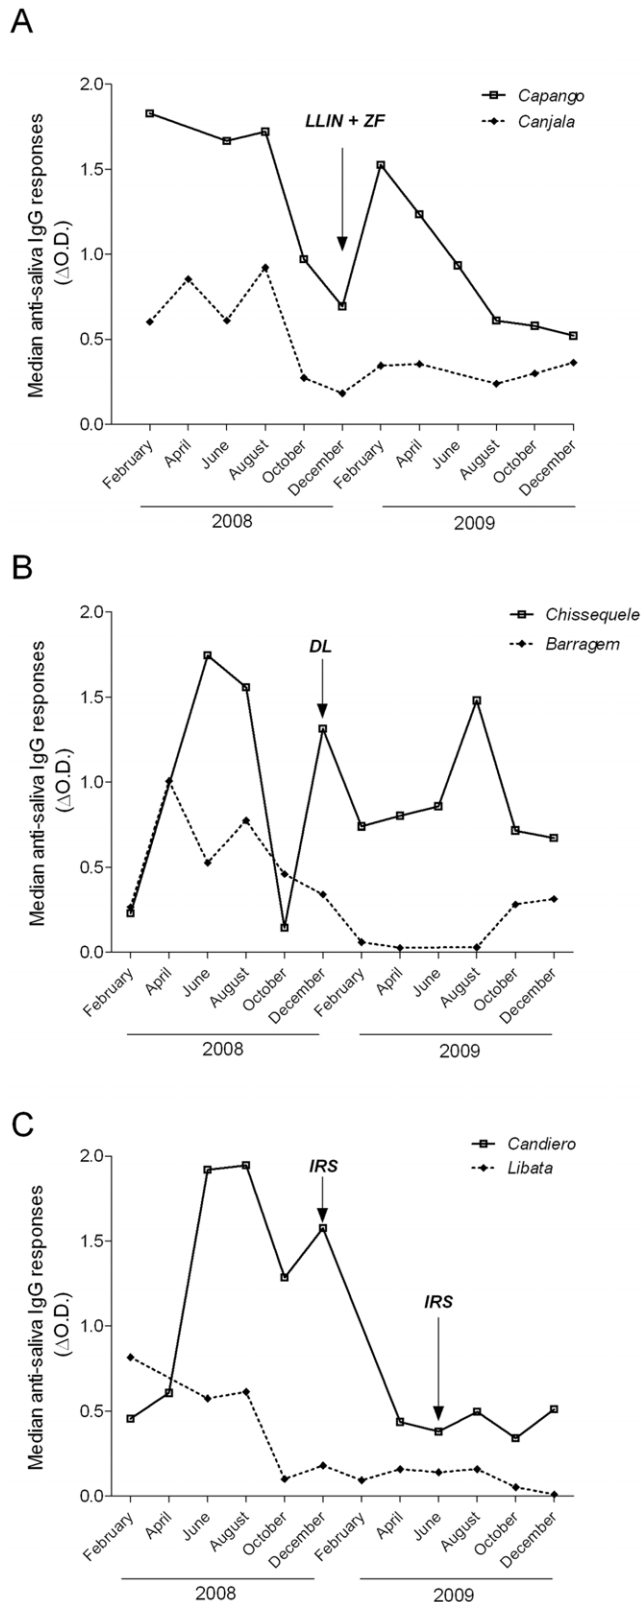 A
Median anti-saliva IgG responses
(△O.D.)
2.0
1.5
1.0
0.5
0.0
LLIN + ZF
Capango
Canjala
February
April
June
August
October
December
February
April
June
August
October
December
2008
2009
B
Median anti-saliva IgG responses
(△O.D.)
2.0
1.5
1.0
0.5
0.0
DL
Chissequele
Barragem
February
April
June
August
October
December
February
April
June
August
October
December
2008
2009
C
Median anti-saliva IgG responses
(△O.D.)
2.0
1.5
1.0
0.5
0.0
IRS
IRS
Candiero
Libata
February
April
June
August
October
December
February
April
June
August
October
December
2008
2009